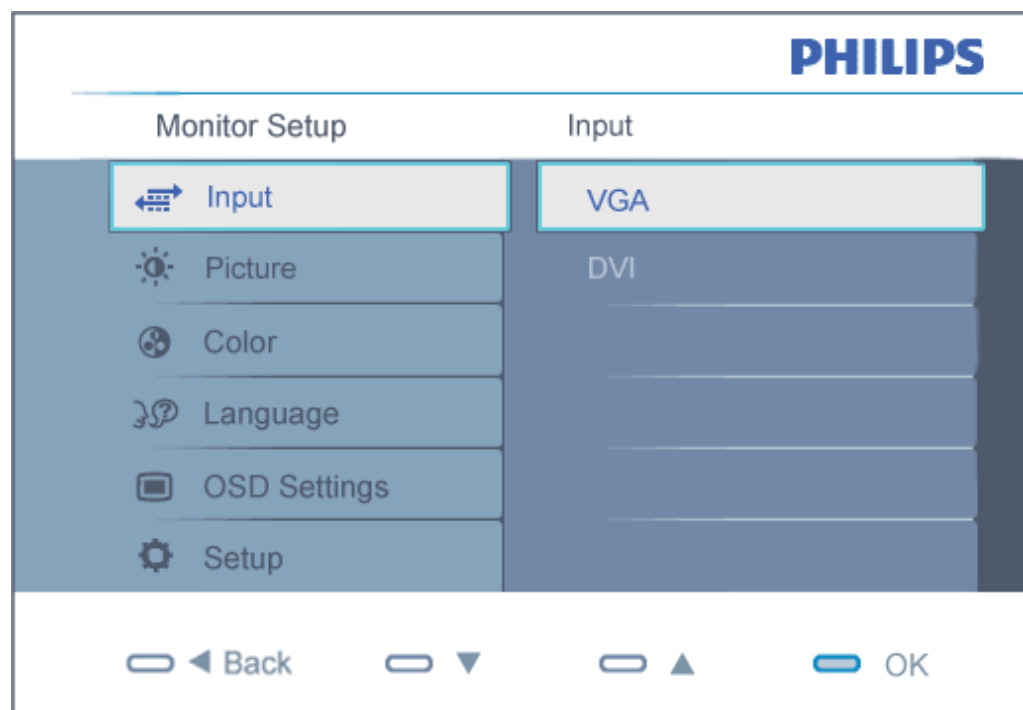 PHILIPS
Monitor Setup Input
Input VGA
Picture DVI
Color
Language
OSD Settings
Setup
Back OK